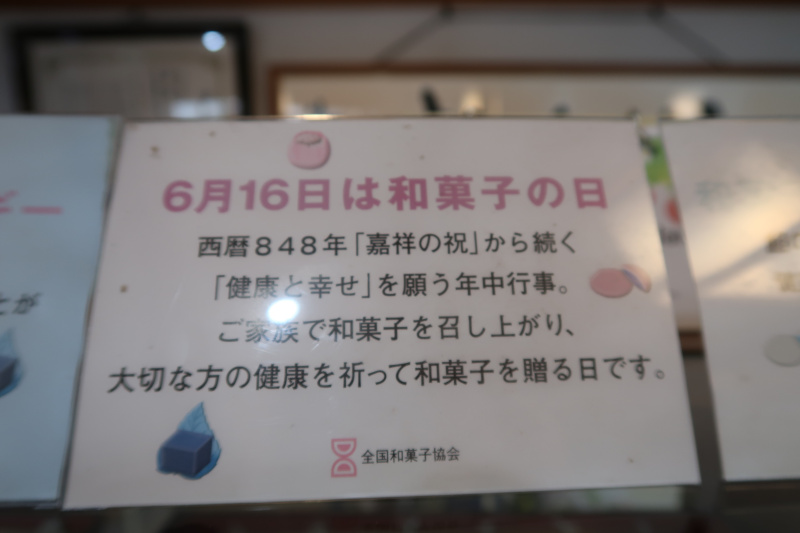 6月16日は和菓子の日
西暦848年「嘉祥の祝」から続く
「健康と幸せ」を願う年中行事。
ご家族で和菓子を召し上がり、
大切な方の健康を祈って和菓子を贈る日です。
全国和菓子協会